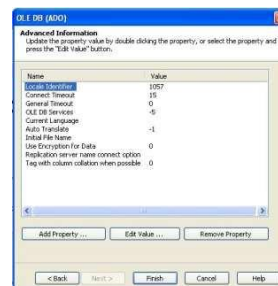 OLE DB (ADO)
Advanced Information
Update the property value by double clicking the property, or select the property and
press the "Edit Value" button.
Name Value
Locale Identifier 1057
Connect Timeout 15
General Timeout 0
OLE DB Services -5
Current Language
Auto Translate -1
Initial File Name
Use Encryption for Data 0
Replication server name connect option
Tag with column collation when possible 0
Add Property ... Edit Value ... Remove Property
< Back Next > Finish Cancel Help